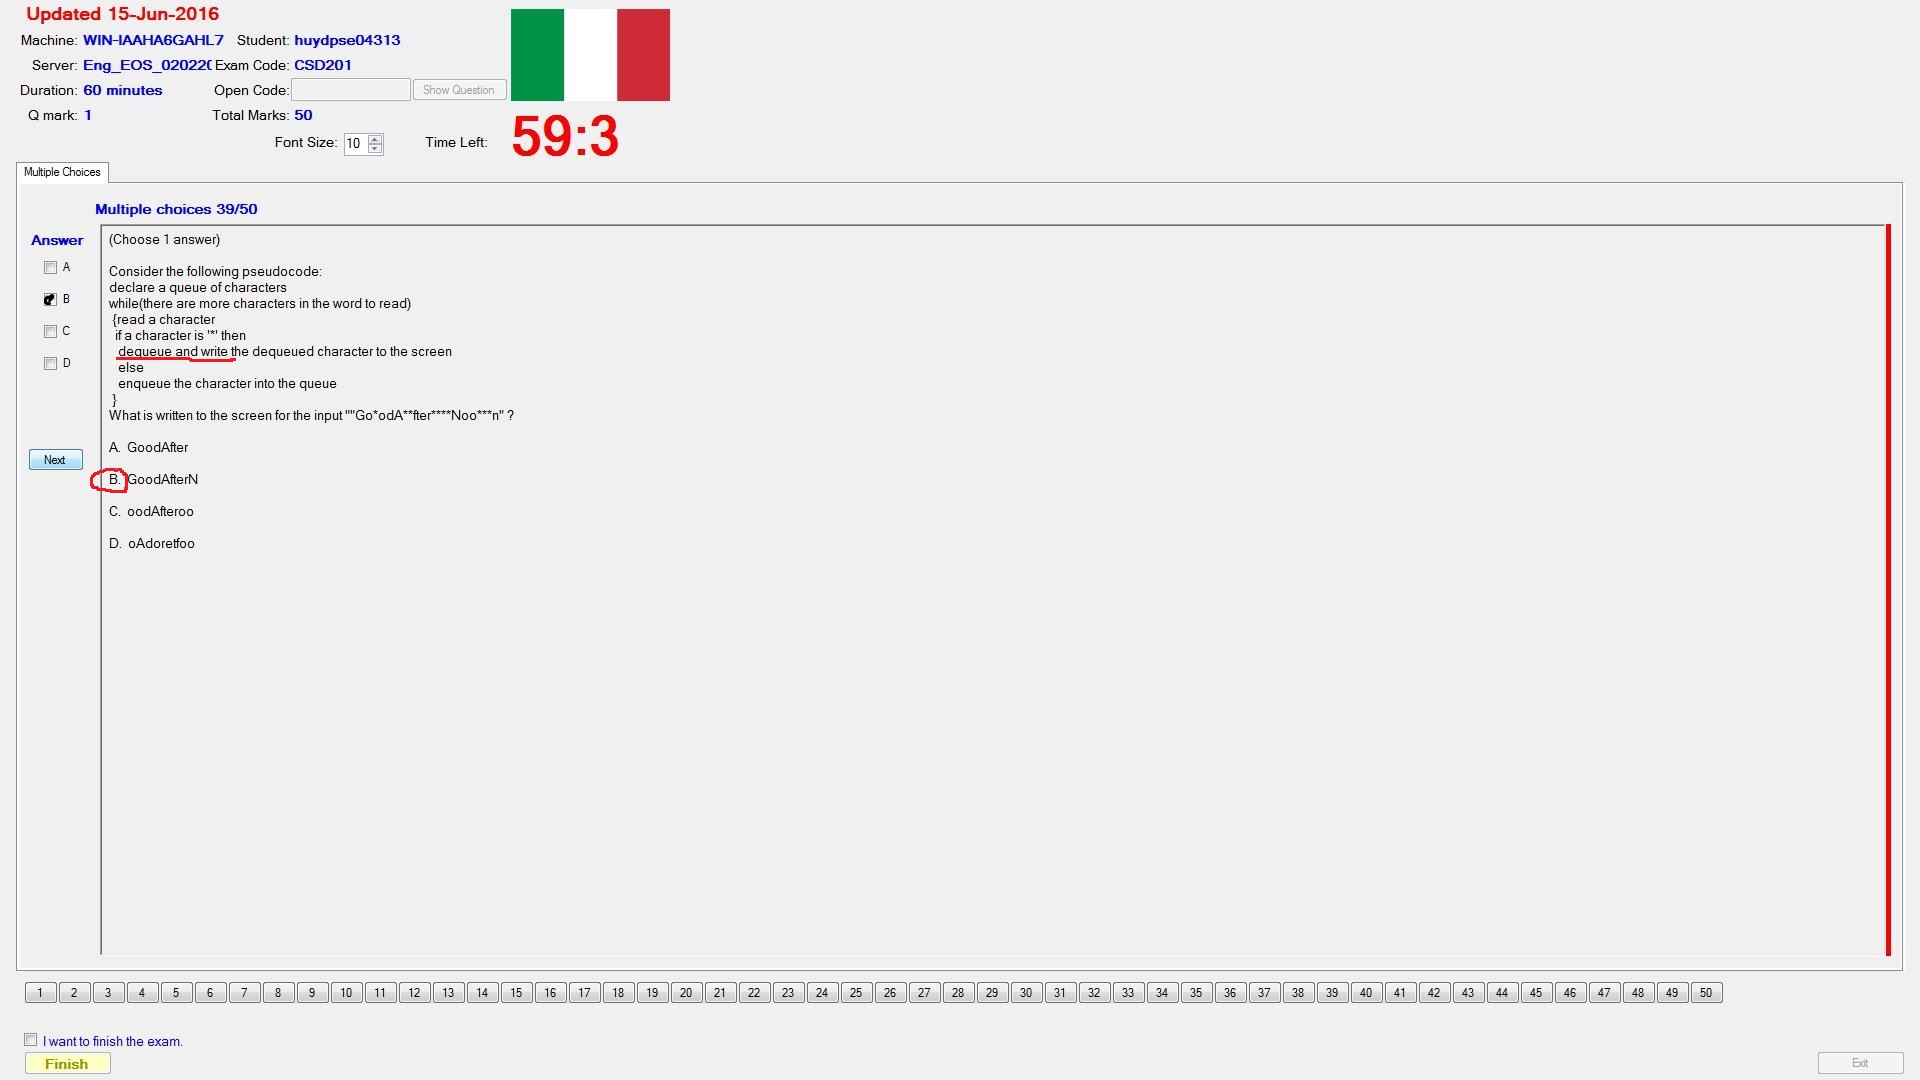 Updated 15-Jun-2016
Machine: WIN-IAAHA6GAHL7 Student: huydpse04313
Server: Eng_EOS_02022( Exam Code: CSD201
Duration: 60 minutes Open Code: Show Question
Q mark: 1 Total Marks: 50
Font Size: 10 Time Left: 59:3
Multiple Choices
Multiple choices 39/50
Answer
A
B
C
D
Next
(Choose 1 answer)
Consider the following pseudocode:
declare a queue of characters
while(there are more characters in the word to read)
{read a character
if a character is '*' then
dequeue and write the dequeued character to the screen
else
enqueue the character into the queue
}
What is written to the screen for the input ""Go*odA**fter****Noo***n" ?
A. GoodAfter
B. GoodAfterN
C. oodAfteroo
D. oAdoretfoo
1 2 3 4 5 6 7 8 9 10 11 12 13 14 15 16 17 18 19 20 21 22 23 24 25 26 27 28 29 30 31 32 33 34 35 36 37 38 39 40 41 42 43 44 45 46 47 48 49 50
I want to finish the exam.
Finish
Exit